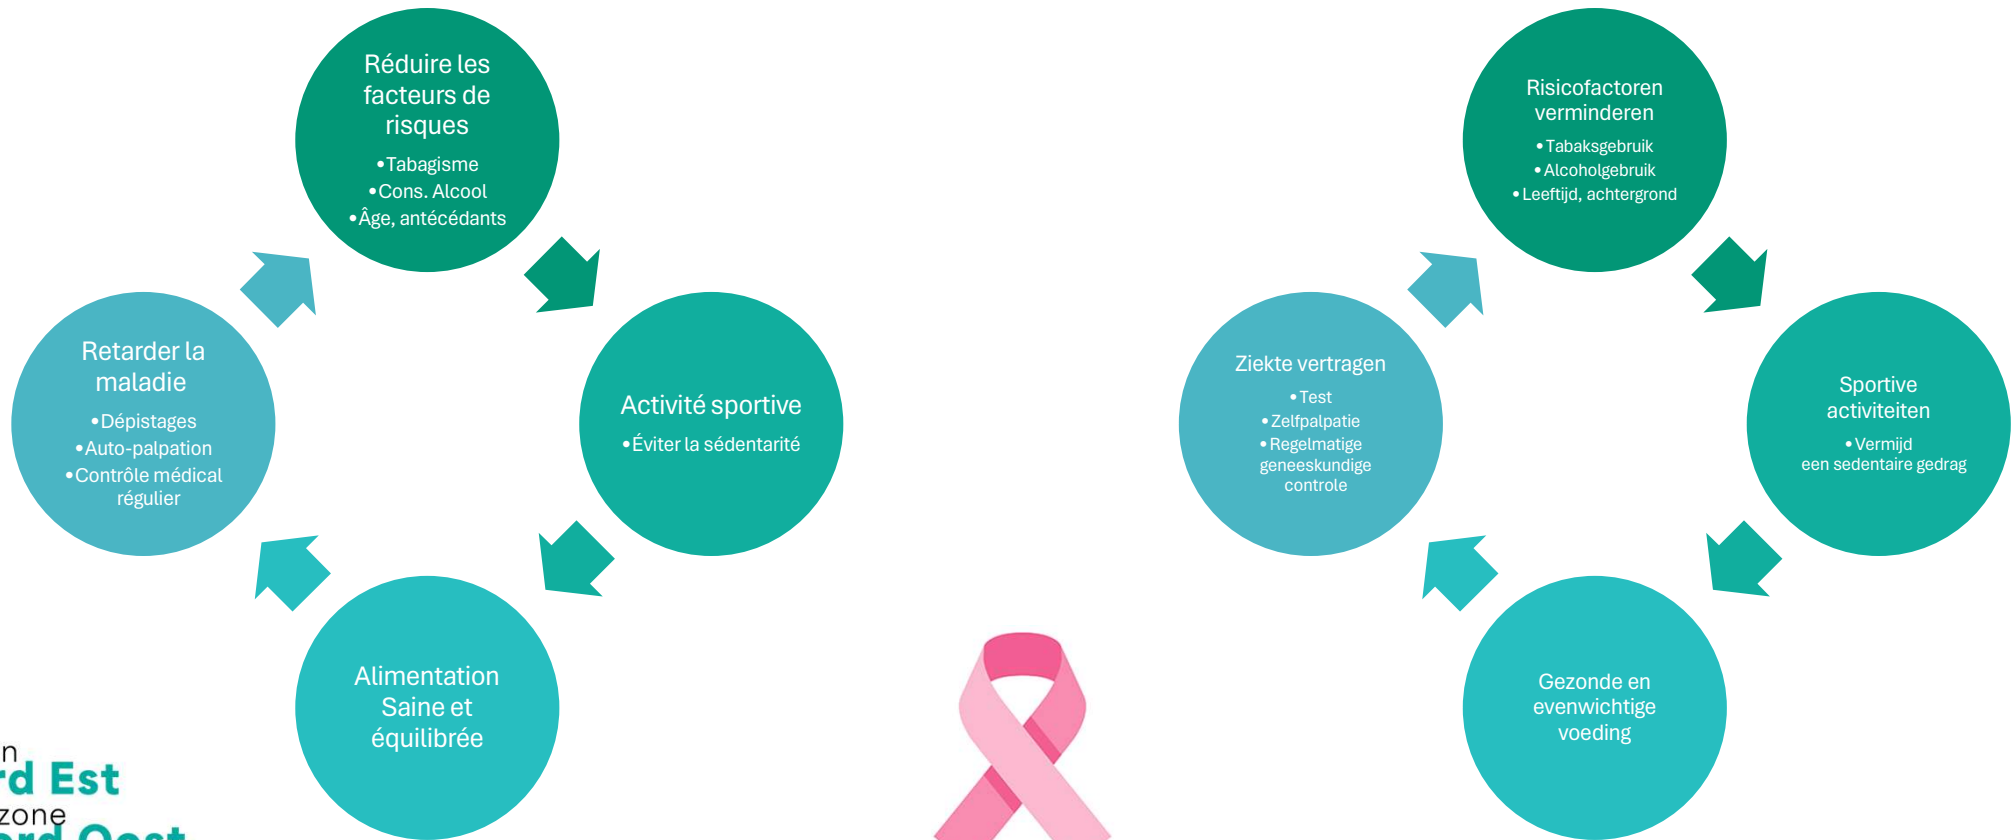 Réduire les
facteurs de
risques
•Tabagisme
•Cons. Alcool
•Âge, antécédants
Activité sportive
•Éviter la sédentarité
Alimentation
Saine et
équilibrée
Retarder la
maladie
•Dépistages
•Auto-palpation
•Contrôle médical
régulier
Risicofactoren
verminderen
•Tabaksgebruik
•Alcoholgebruik
•Leeftijd, achtergrond
Sportive
activiteiten
•Vermijd
een sedentaire gedrag
Gezonde en
evenwichtige
voeding
Ziekte vertragen
•Test
•Zelfpalpatie
•Regelmatige
geneeskundige
controle
n
rd Est
zone
ord Oost